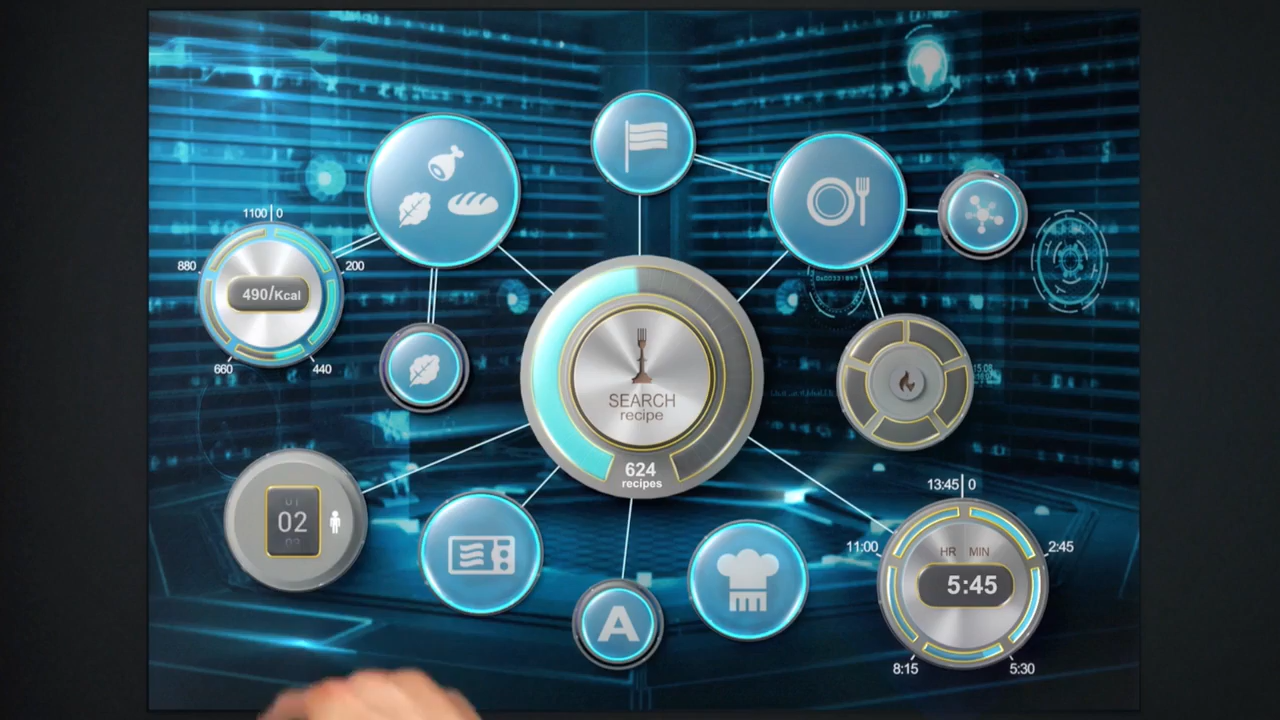 1100 | 0
880
200
490/Kcal
660
440
SEARCH
recipe
624
recipes
02
A
13:45 | 0
11:00
2:45
HR MIN
5:45
8:15
5:30